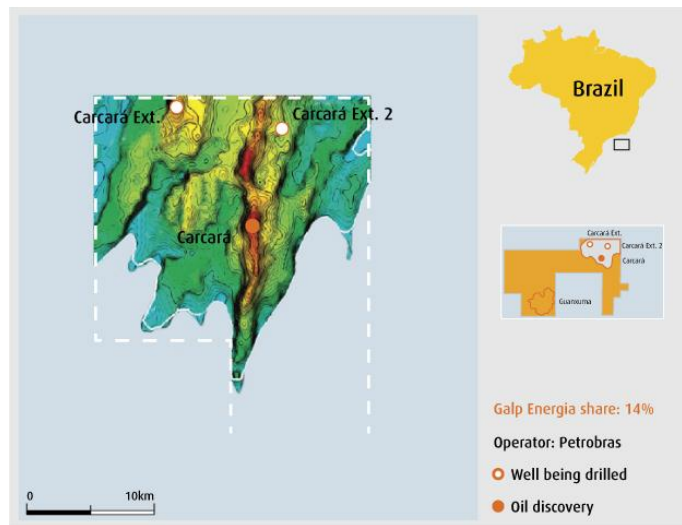 Carcará Ext.
Carcará Ext. 2
Carcará
0
10km
Brazil
Carcará Ext.
Carcará Ext. 2
Carcará
Guanxuma
Galp Energia share: 14%
Operator: Petrobras
Well being drilled
Oil discovery